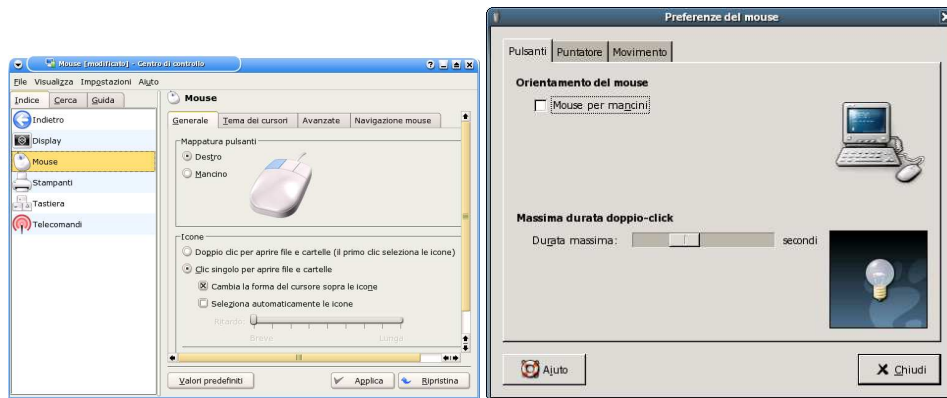 Mouse [modificato] - Centro di controllo
File Visualizza Impostazioni Aiuto
Indice Cerca Guida
Indietro
Display
Mouse
Stampanti
Tastiera
Telecomandi
Mouse
Generale Tema dei cursori Avanzate Navigazione mouse
Mappatura pulsanti
Destro
Mancino
Icone
Doppio clic per aprire file e cartelle (il primo clic seleziona le icone)
Clic singolo per aprire file e cartelle
Cambia la forma del cursore sopra le icone
Seleziona automaticamente le icone
Ritardo:
Breve Lungo
Valori predefiniti Applica Ripristina
Preferenze del mouse
Pulsanti Puntatore Movimento
Orientamento del mouse
Mouse per mancini
Massima durata doppio-click
Durata massima: secondi
Aiuto Chiudi